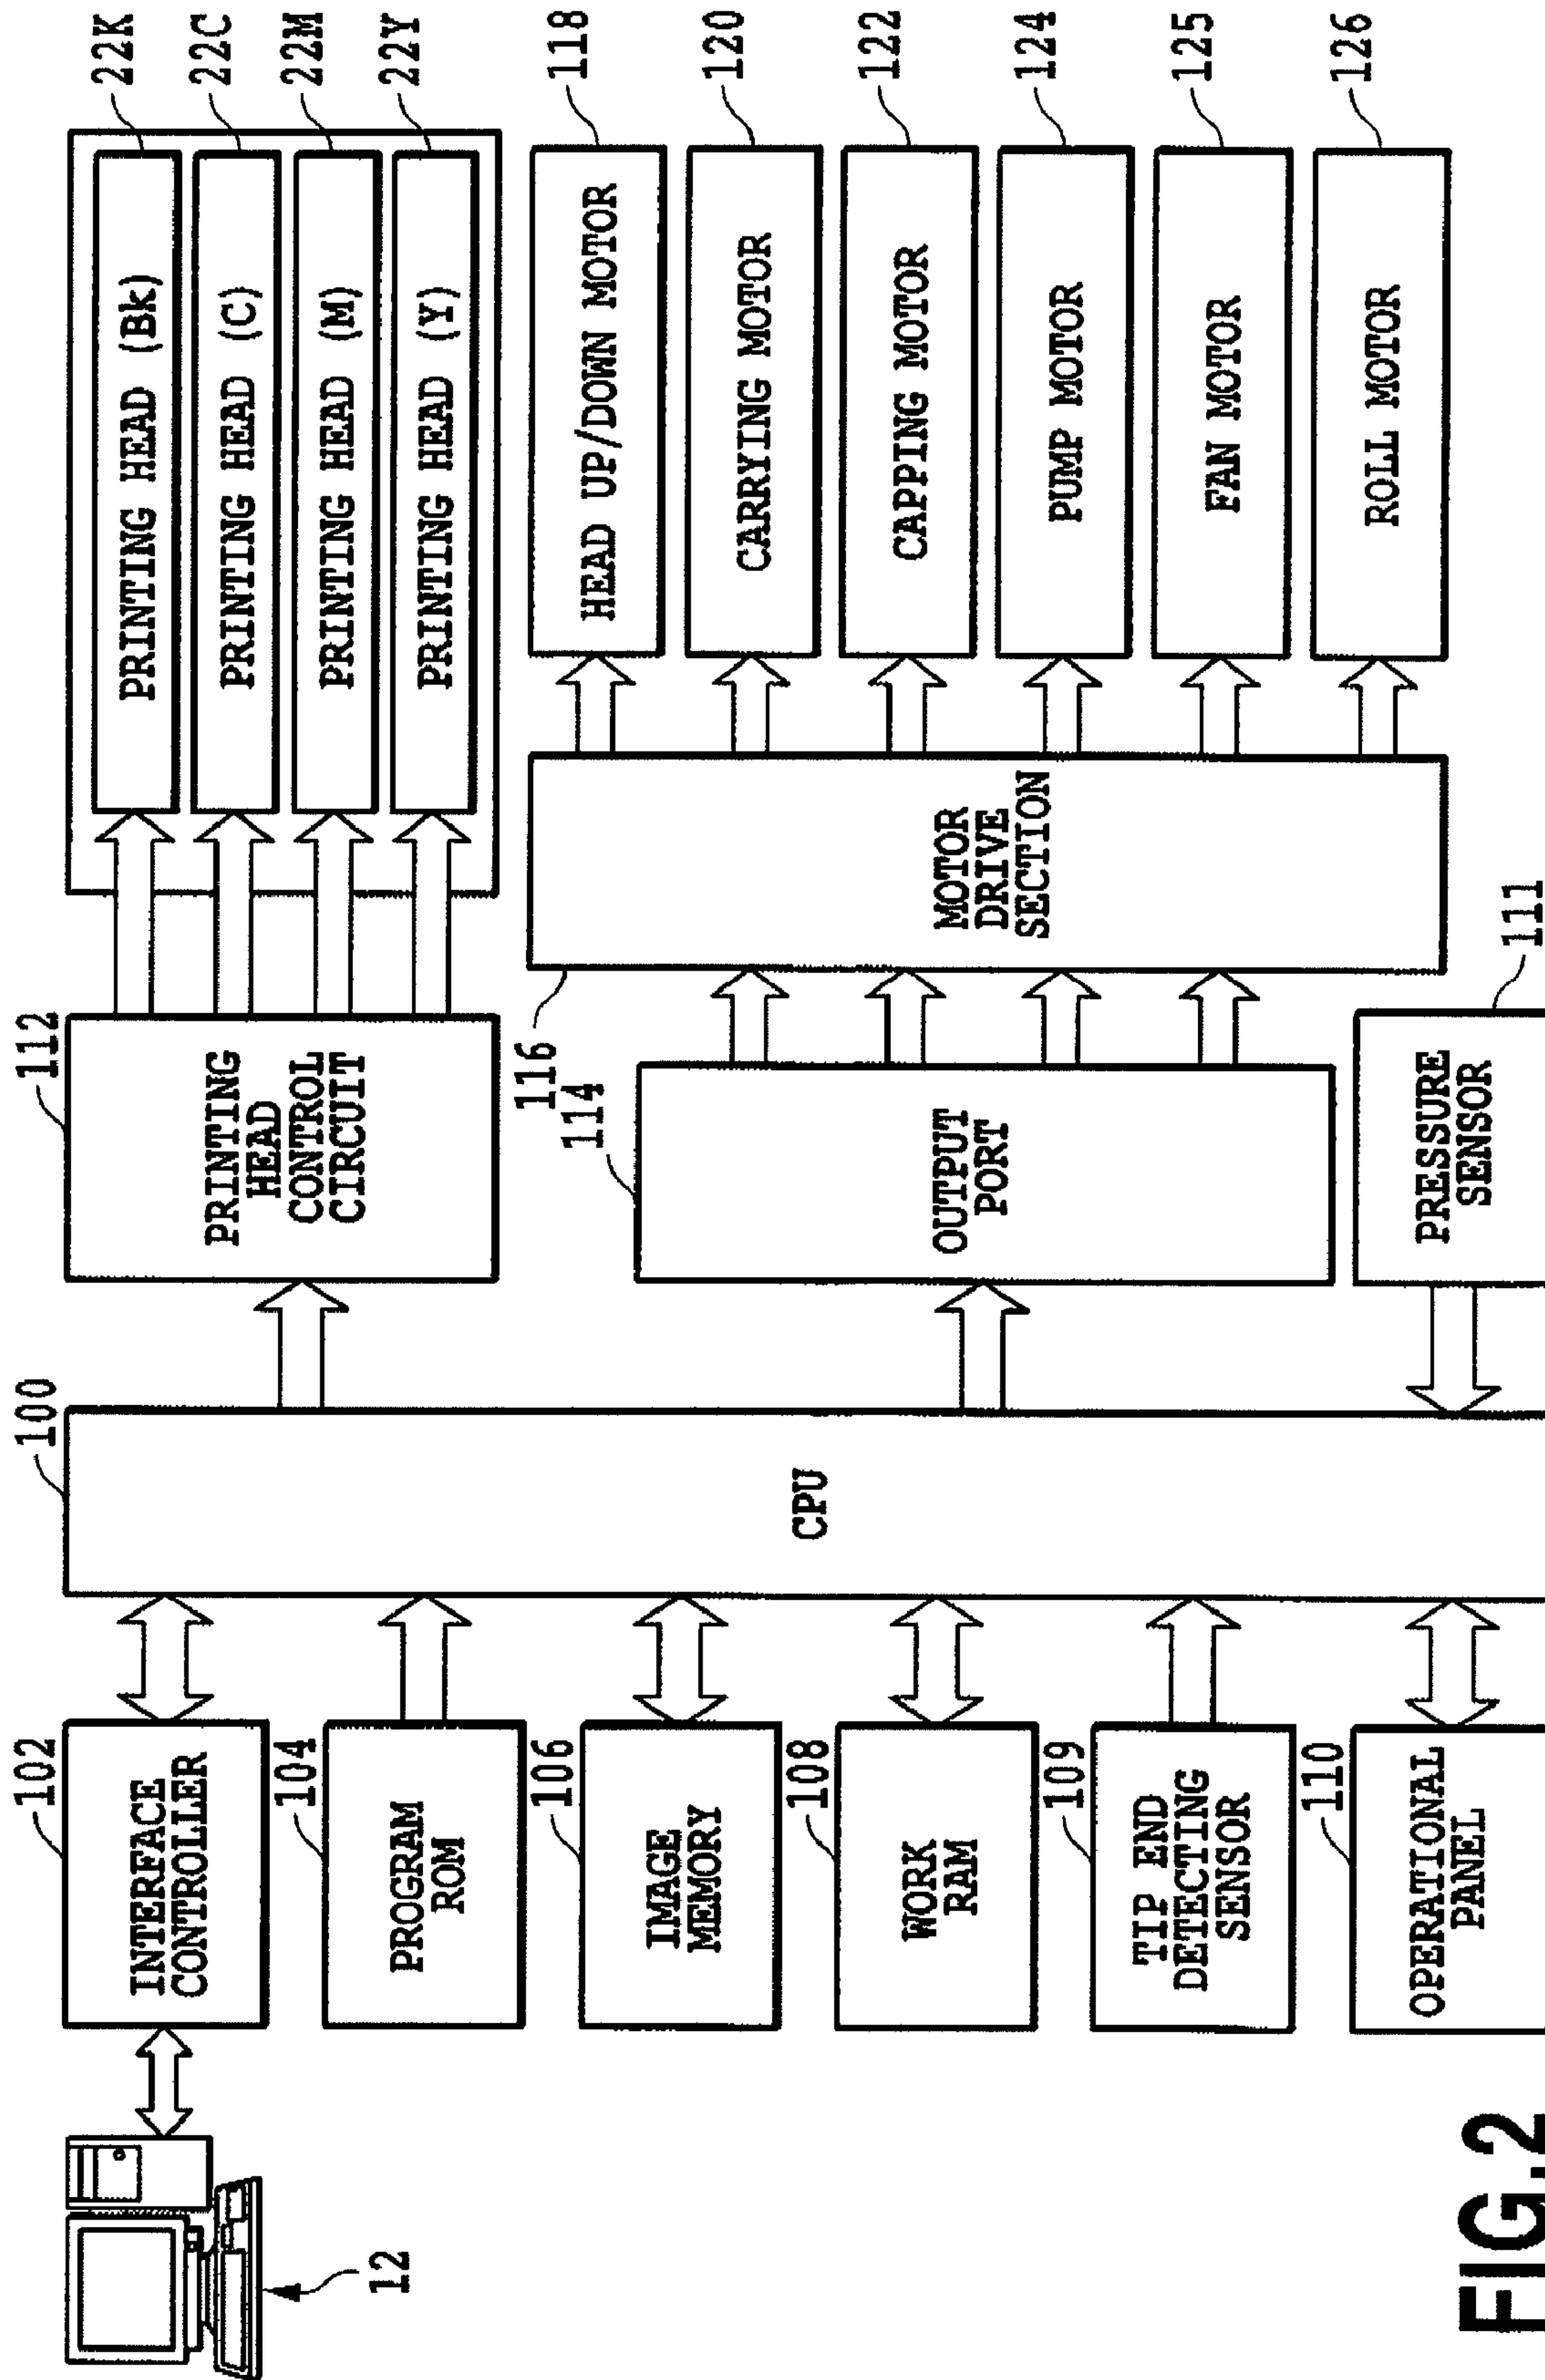 12
102
INTERFACE
CONTROLLER
104
PROGRAM
ROM
106
IMAGE
MEMORY
108
WORK
RAM
109
TIP END
DETECTING
SENSOR
110
OPERATIONAL
PANEL
100
CPU
112
PRINTING
HEAD
CONTROL
CIRCUIT
116
114
OUTPUT
PORT
PRESSURE
SENSOR
111
MOTOR
DRIVE
SECTION
PRINTING HEAD (Bk)
22K
PRINTING HEAD (C)
22C
PRINTING HEAD (M)
22M
PRINTING HEAD (Y)
22Y
HEAD UP/DOWN MOTOR
118
CARRYING MOTOR
120
CAPPING MOTOR
122
PUMP MOTOR
124
FAN MOTOR
125
ROLL MOTOR
126
FIG.2